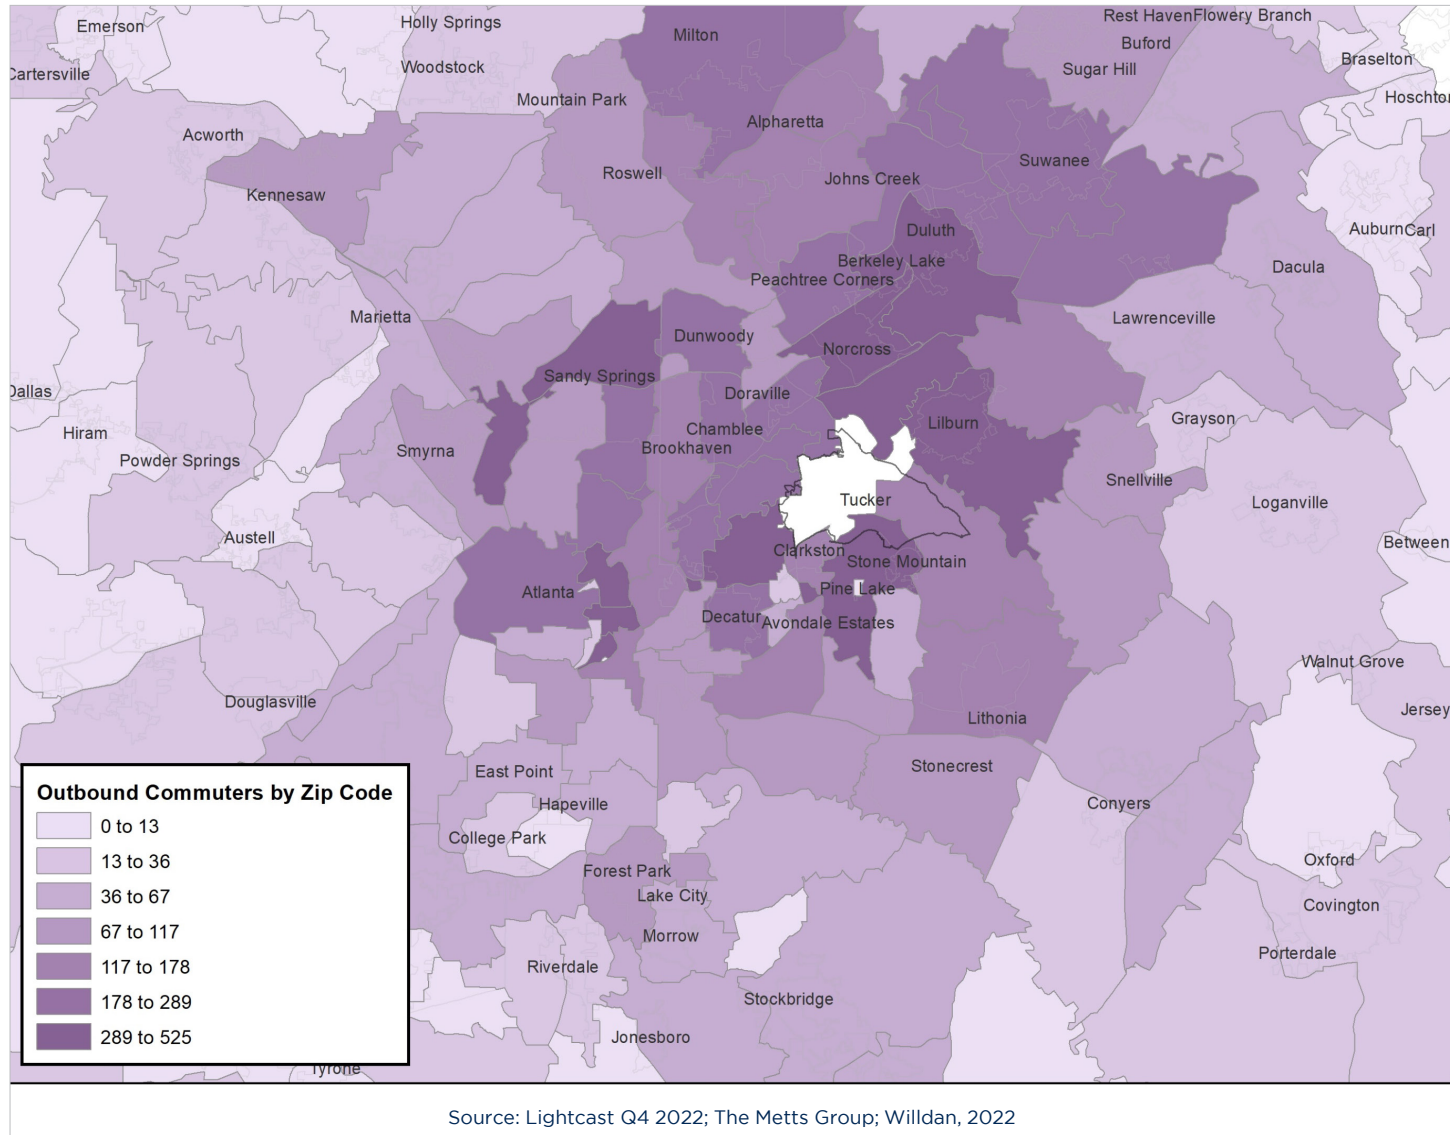 Emerson
Holly Springs
Milton
Rest Haven
Flowery Branch
Buford
Braselton
Cartersville
Woodstock
Sugar Hill
Mountain Park
Hoschton
Acworth
Alpharetta
Kennesaw
Roswell
Johns Creek
Suwanee
Duluth
Auburn
Carl
Berkeley Lake
Dacula
Peachtree Corners
Marietta
Dunwoody
Lawrenceville
Norcross
Sandy Springs
Dallas
Doraville
Grayson
Hiram
Chamblee
Lilburn
Smyrna
Brookhaven
Powder Springs
Snellville
Tucker
Loganville
Austell
Clarkston
Between
Stone Mountain
Atlanta
Pine Lake
Decatur
Avondale Estates
Walnut Grove
Douglasville
Lithonia
Jersey
East Point
Stonecrest
Hapeville
Conyers
College Park
Oxford
Forest Park
Lake City
Covington
Morrow
Riverdale
Porterdale
Stockbridge
Jonesboro
Tyrone
Outbound Commuters by Zip Code
0 to 13
13 to 36
36 to 67
67 to 117
117 to 178
178 to 289
289 to 525
Source: Lightcast Q4 2022; The Metts Group; Willdan, 2022